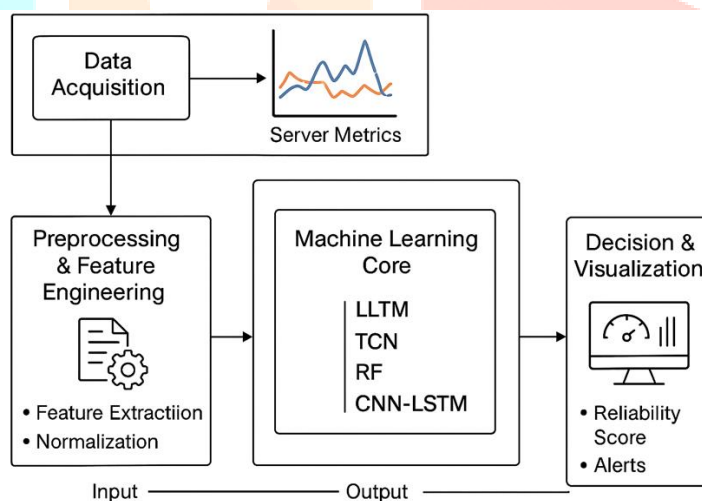 Data
Acquisition
Server Metrics
Preprocessing
& Feature
Engineering
• Feature Extractiion
• Normalization
Machine Learning
Core
LLTM
TCN
RF
CNN-LSTM
Decision &
Visualization
• Reliability
Score
• Alerts
Input
Output